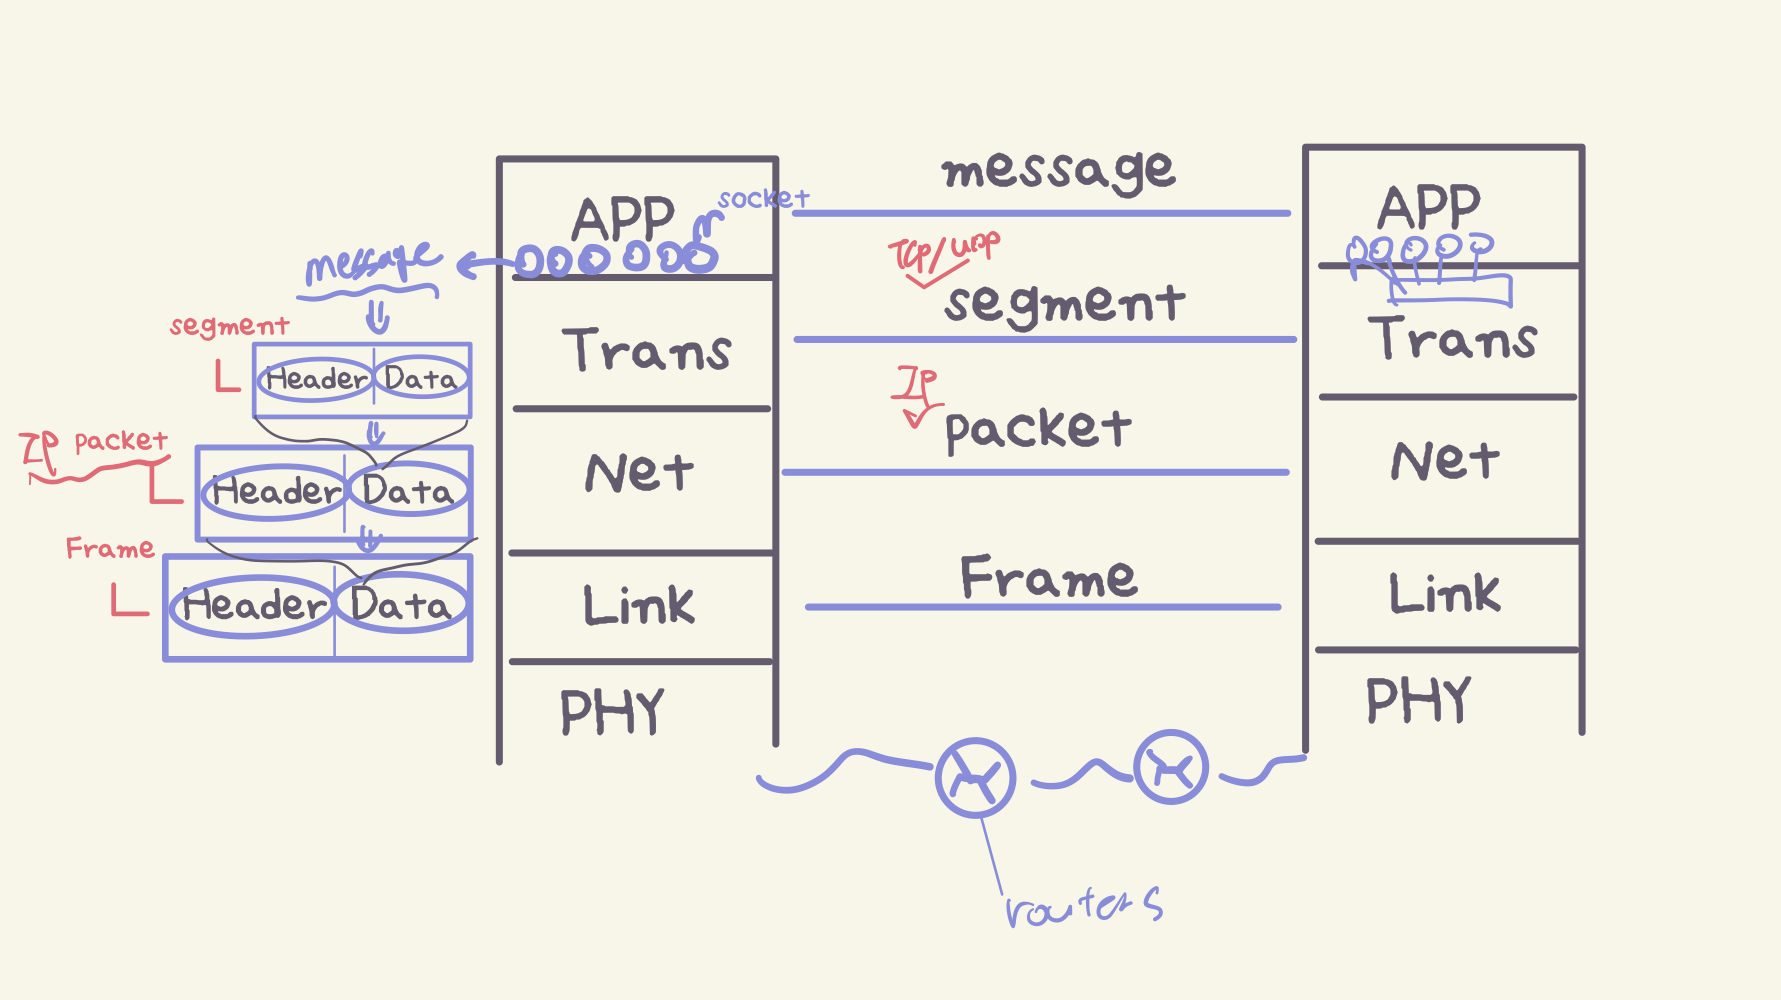 message
APP
socket
message
segment
Header Data
IP packet
Header Data
Frame
Header Data
Trans
Net
Link
PHY
TCP/UDP
segment
IP
packet
Frame
APP
Trans
Net
Link
PHY
routers